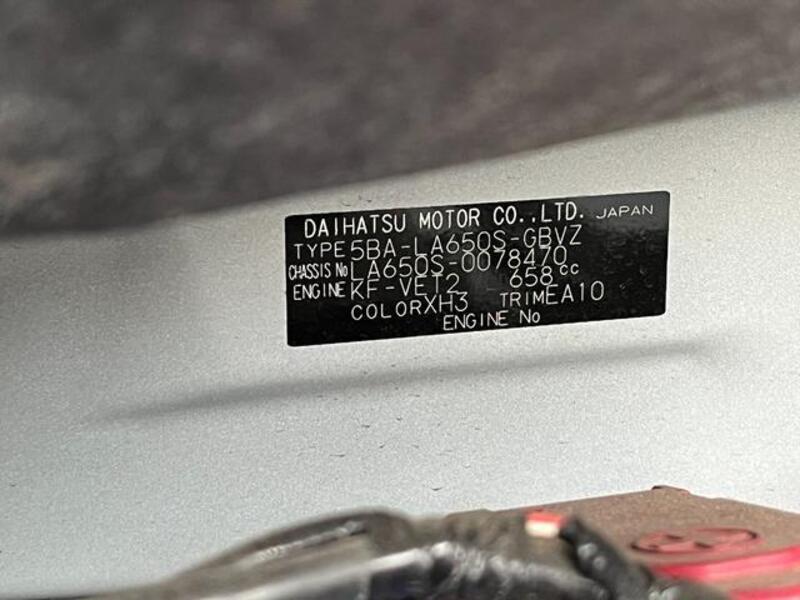 DAIHATSU MOTOR CO.,LTD. JAPAN
TYPE 5BA-LA650S-GBVZ
CHASSIS No LA650S-0078470
ENGINE KF-VET2 658cc
COLOR XH3 TRIM EA10
ENGINE No